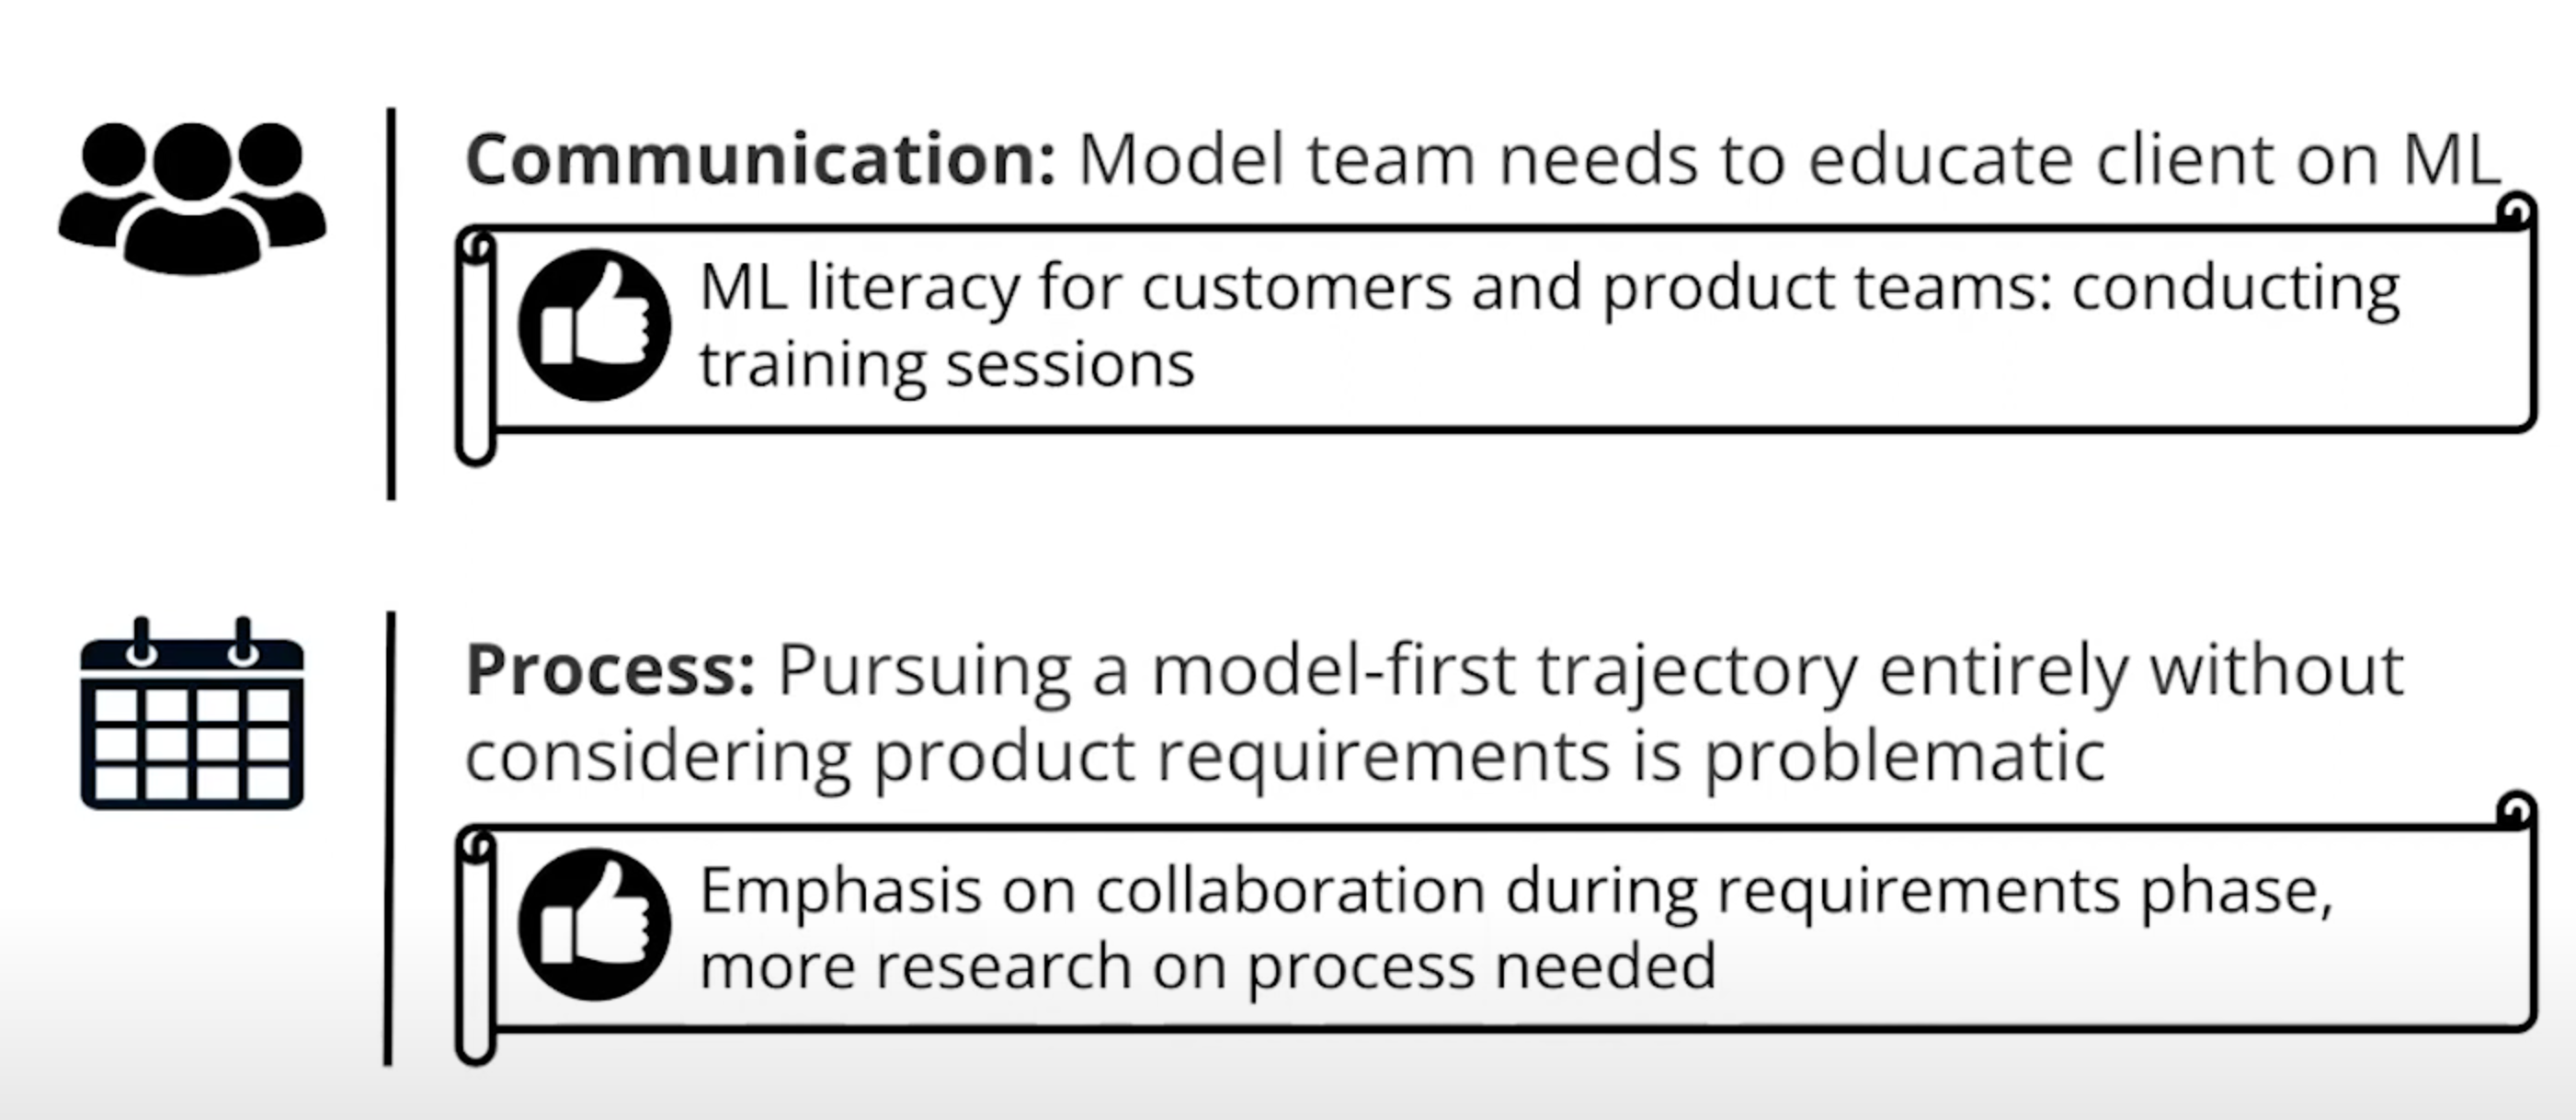 Communication: Model team needs to educate client on ML
ML literacy for customers and product teams: conducting
training sessions
Process: Pursuing a model-first trajectory entirely without
considering product requirements is problematic
Emphasis on collaboration during requirements phase,
more research on process needed